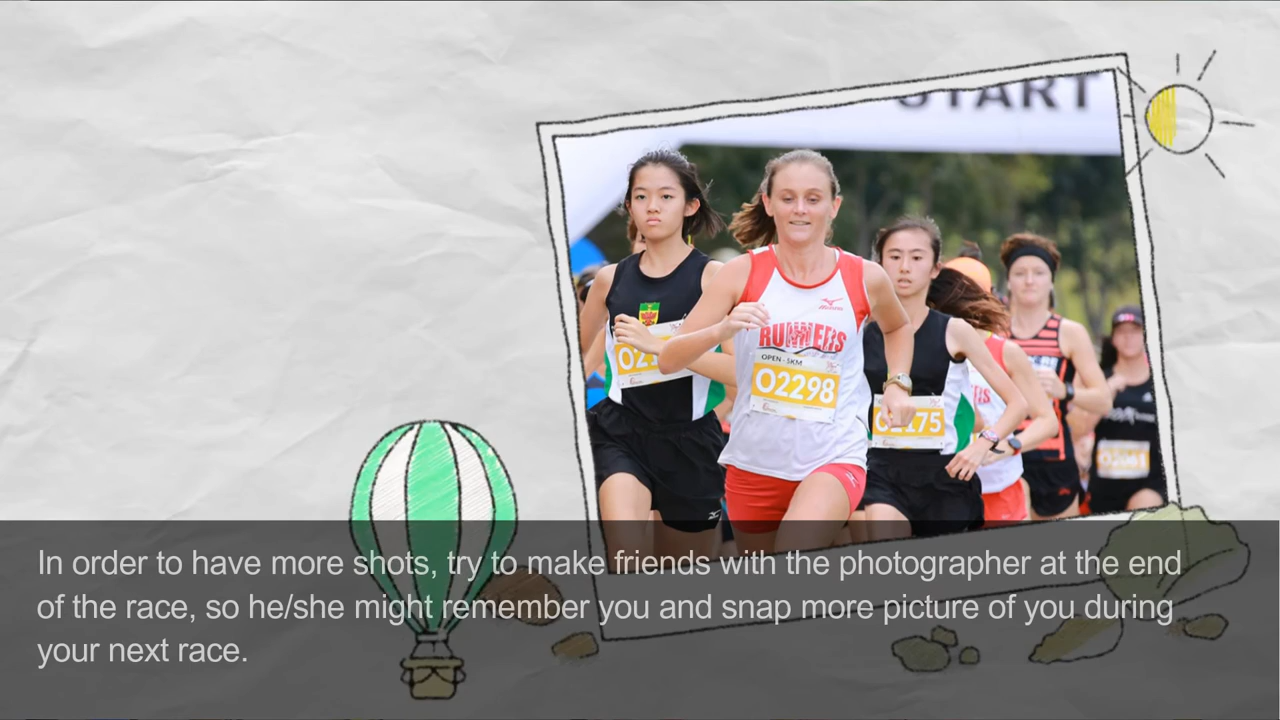 START
RUNNERS
OPEN - 5KM
O2298
O2175
In order to have more shots, try to make friends with the photographer at the end
of the race, so he/she might remember you and snap more picture of you during
your next race.